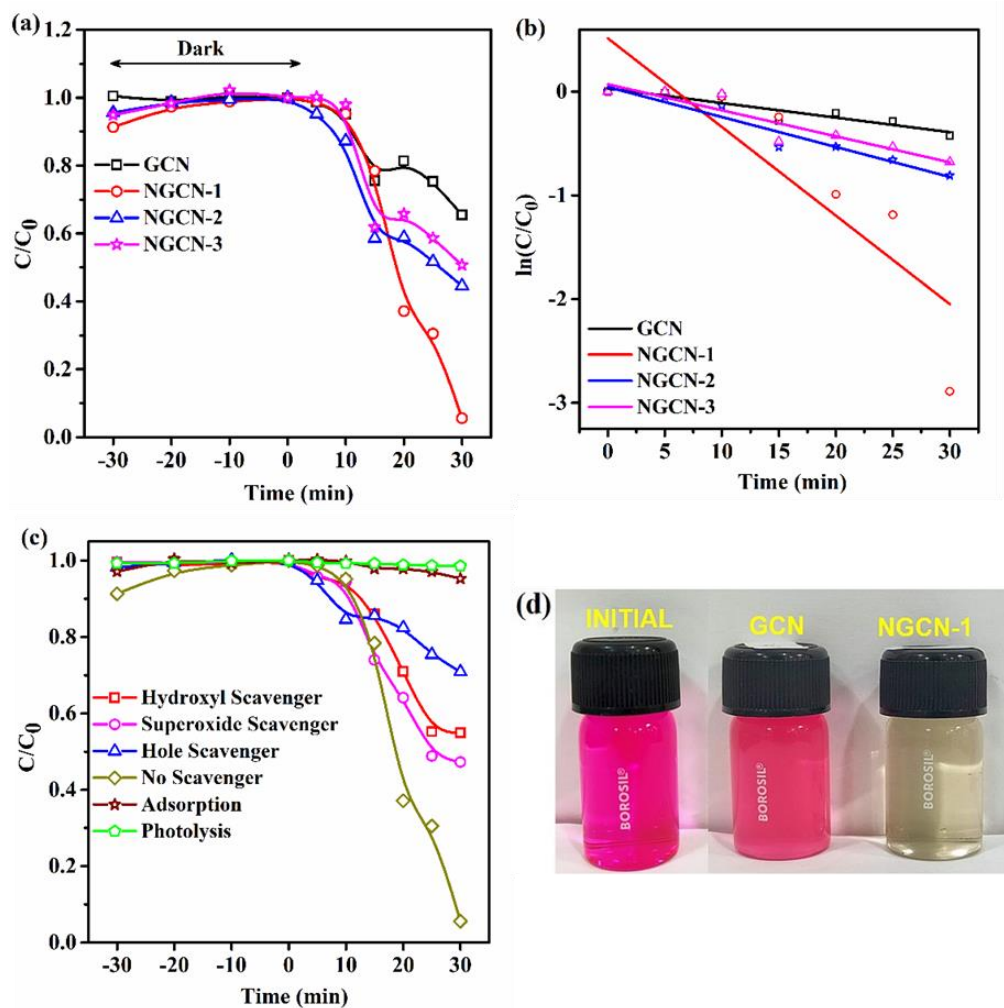 (a)
1.2
1.0
0.8
0.6
0.4
0.2
0.0
C/C0
Dark
GCN
NGCN-1
NGCN-2
NGCN-3
-30 -20 -10 0 10 20 30
Time (min)
(b)
0
-1
-2
-3
ln(C/C0)
GCN
NGCN-1
NGCN-2
NGCN-3
0 5 10 15 20 25 30
Time (min)
(c)
1.0
0.8
0.6
0.4
0.2
0.0
C/C0
Hydroxyl Scavenger
Superoxide Scavenger
Hole Scavenger
No Scavenger
Adsorption
Photolysis
-30 -20 -10 0 10 20 30
Time (min)
(d)
INITIAL GCN NGCN-1
BOROSIL®
BOROSIL®
BOROSIL®